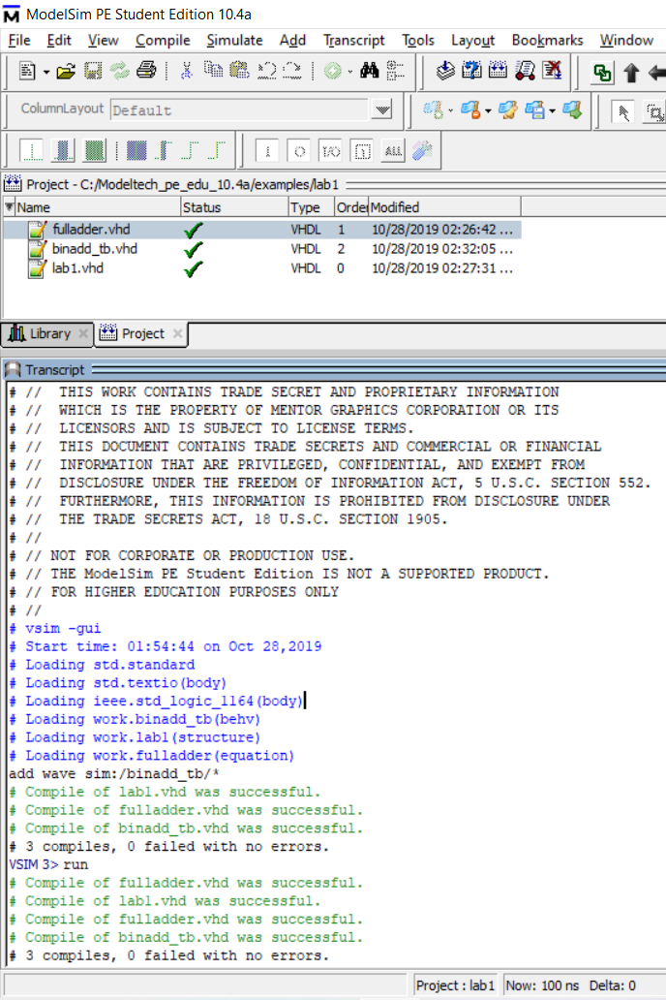 ModelSim PE Student Edition 10.4a
File Edit View Compile Simulate Add Transcript Tools Layout Bookmarks Window
ColumnLayout Default
I/O ALL
Project - C:/Modeltech_pe_edu_10.4a/examples/lab1
Name Status Type Orde Modified
fulladder.vhd VHDL 1 10/28/2019 02:26:42 ...
binadd_tb.vhd VHDL 2 10/28/2019 02:32:05 ...
lab1.vhd VHDL 0 10/28/2019 02:27:31 ...
Library Project
Transcript
# // THIS WORK CONTAINS TRADE SECRET AND PROPRIETARY INFORMATION
# // WHICH IS THE PROPERTY OF MENTOR GRAPHICS CORPORATION OR ITS
# // LICENSORS AND IS SUBJECT TO LICENSE TERMS.
# // THIS DOCUMENT CONTAINS TRADE SECRETS AND COMMERCIAL OR FINANCIAL
# // INFORMATION THAT ARE PRIVILEGED, CONFIDENTIAL, AND EXEMPT FROM
# // DISCLOSURE UNDER THE FREEDOM OF INFORMATION ACT, 5 U.S.C. SECTION 552.
# // FURTHERMORE, THIS INFORMATION IS PROHIBITED FROM DISCLOSURE UNDER
# // THE TRADE SECRETS ACT, 18 U.S.C. SECTION 1905.
# //
# // NOT FOR CORPORATE OR PRODUCTION USE.
# // THE ModelSim PE Student Edition IS NOT A SUPPORTED PRODUCT.
# // FOR HIGHER EDUCATION PURPOSES ONLY
# //
# vsim -gui
# Start time: 01:54:44 on Oct 28,2019
# Loading std.standard
# Loading std.textio(body)
# Loading ieee.std_logic_1164(body)
# Loading work.binadd_tb(behv)
# Loading work.lab1(structure)
# Loading work.fulladder(equation)
add wave sim:/binadd_tb/*
# Compile of lab1.vhd was successful.
# Compile of fulladder.vhd was successful.
# Compile of binadd_tb.vhd was successful.
# 3 compiles, 0 failed with no errors.
VSIM 3> run
# Compile of fulladder.vhd was successful.
# Compile of lab1.vhd was successful.
# Compile of fulladder.vhd was successful.
# Compile of binadd_tb.vhd was successful.
# 3 compiles, 0 failed with no errors.
Project : lab1 Now: 100 ns Delta: 0